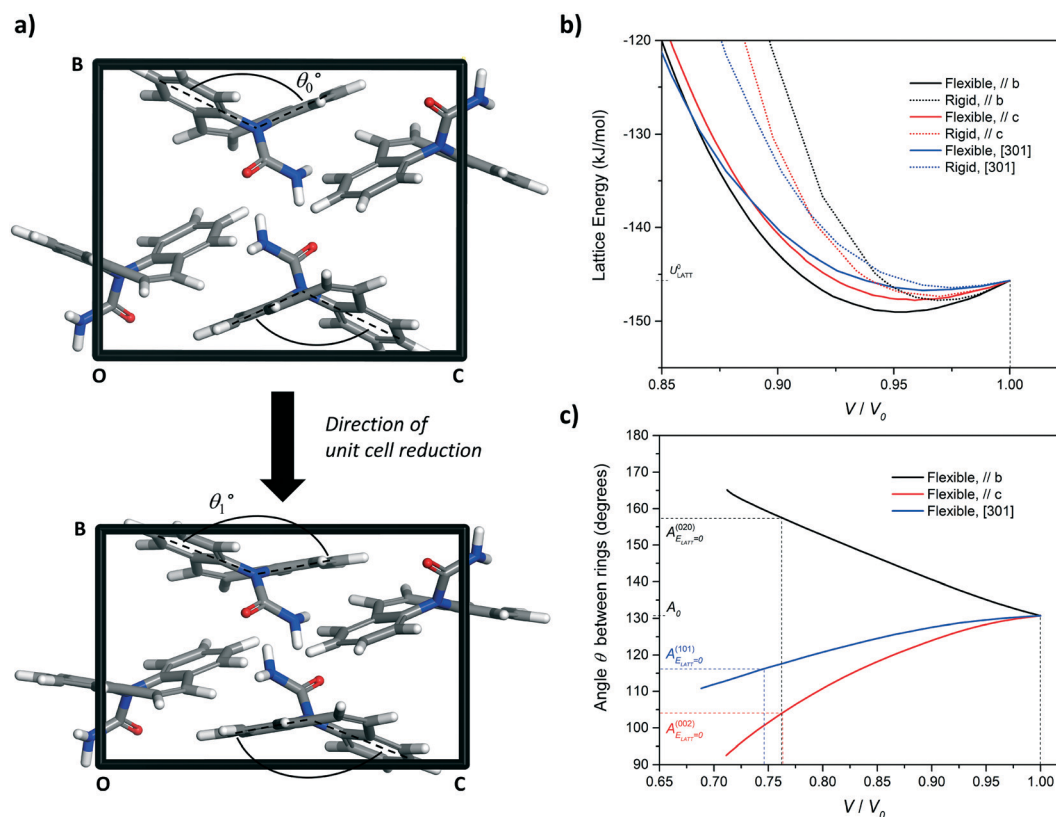 a)
B
θ₀°
O
C
Direction of
unit cell reduction
B
θ₁°
O
C
b)
-120
-130
-140
-150
Lattice Energy (kJ/mol)
U⁰LATT
Flexible, // b
Rigid, // b
Flexible, // c
Rigid, // c
Flexible, [301]
Rigid, [301]
0.85
0.90
0.95
1.00
V / V₀
c)
180
170
160
150
140
130
120
110
100
90
Angle θ between rings (degrees)
Flexible, // b
Flexible, // c
Flexible, [301]
A(020)ELATT=0
A₀
A(101)ELATT=0
A(002)ELATT=0
0.65
0.70
0.75
0.80
0.85
0.90
0.95
1.00
V / V₀